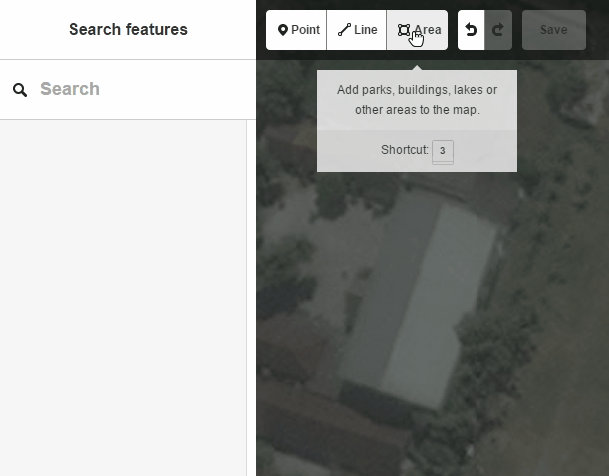 Search features
Point Line Area Save
Search
Add parks, buildings, lakes or
other areas to the map.
Shortcut: 3